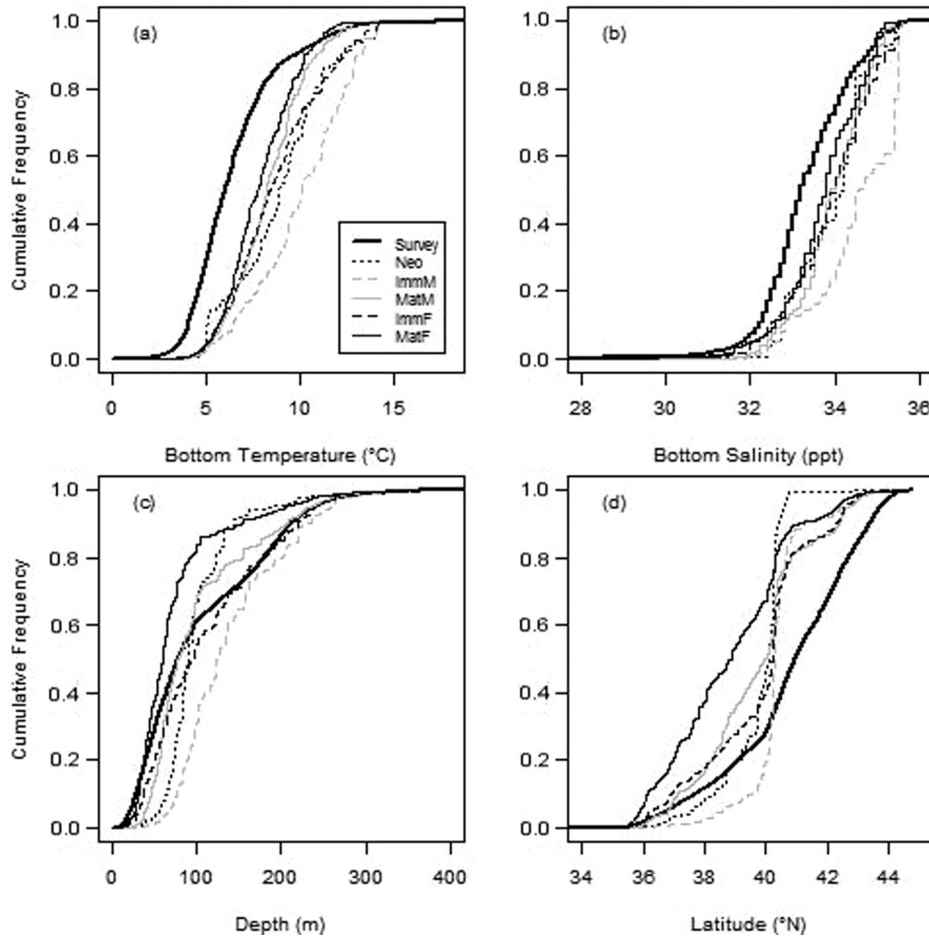 1.0
0.8
0.6
0.4
0.2
0.0
Cumulative Frequency
(a)
Survey
Neo
ImmM
MatM
ImmF
MatF
0 5 10 15
Bottom Temperature (°C)
1.0
0.8
0.6
0.4
0.2
0.0
(b)
28 30 32 34 36
Bottom Salinity (ppt)
1.0
0.8
0.6
0.4
0.2
0.0
Cumulative Frequency
(c)
0 100 200 300 400
Depth (m)
1.0
0.8
0.6
0.4
0.2
0.0
(d)
34 36 38 40 42 44
Latitude (°N)